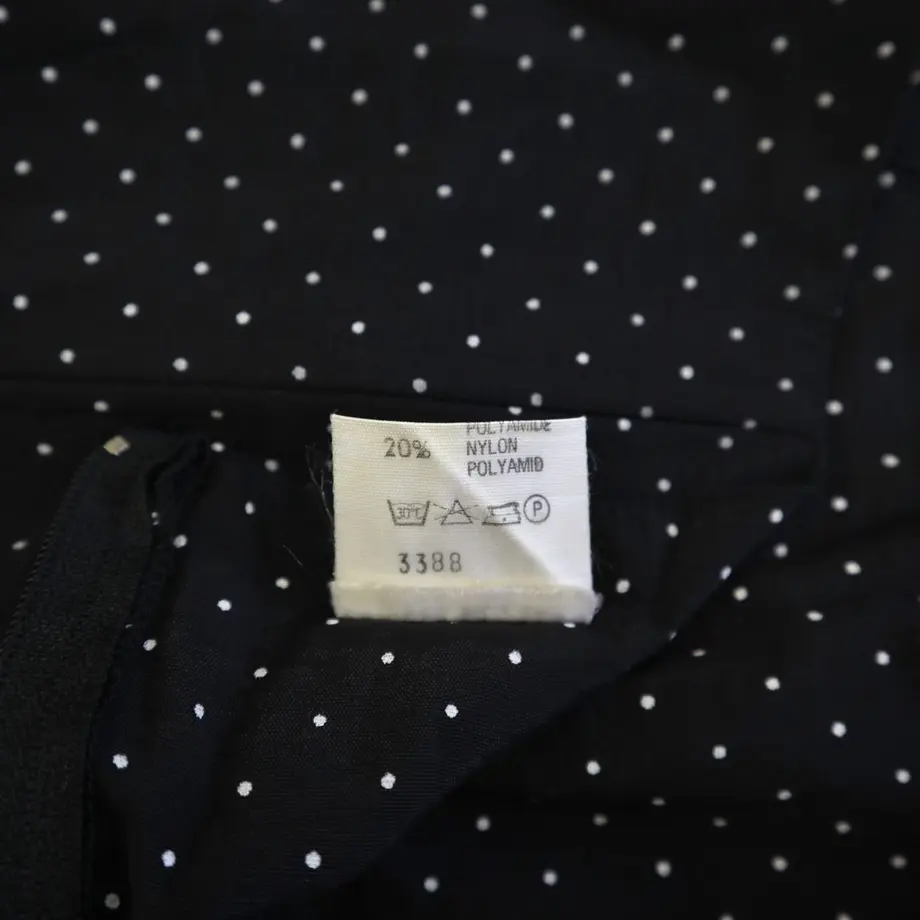 POLYAMIDE
20% NYLON
POLYAMID
30°C P
3388